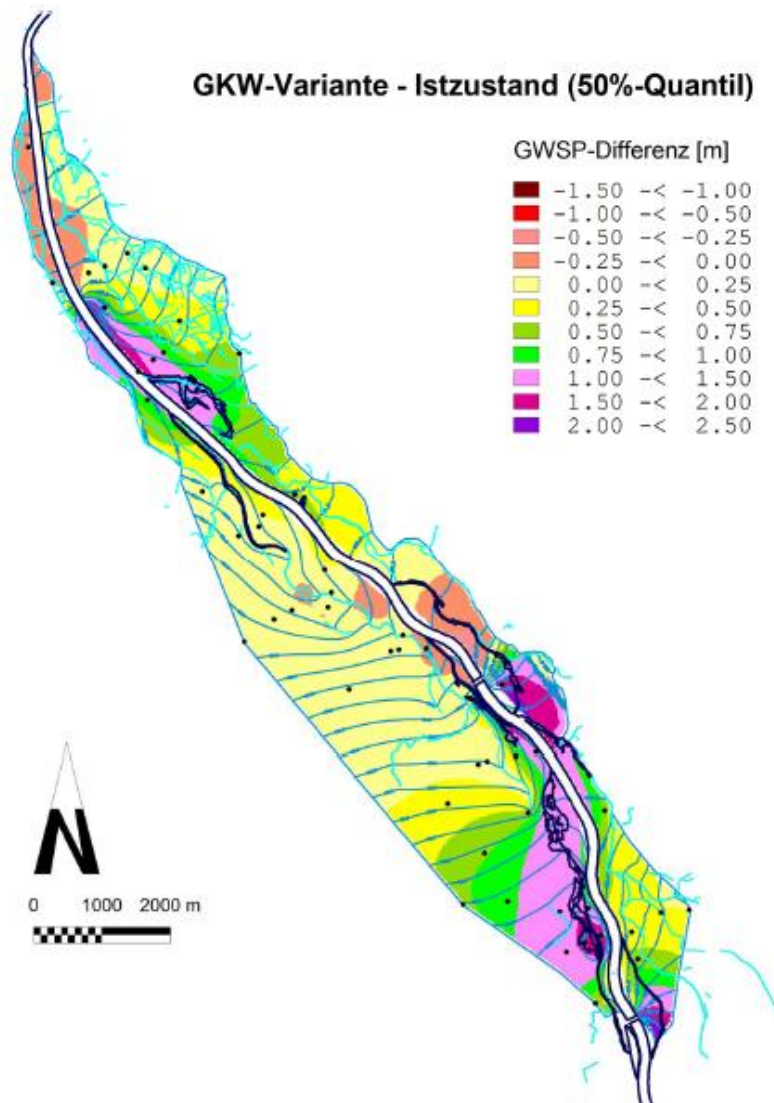 GKW-Variante - Istzustand (50%-Quantil)
GWSP-Differenz [m]
-1.50 -< -1.00
-1.00 -< -0.50
-0.50 -< -0.25
-0.25 -< 0.00
0.00 -< 0.25
0.25 -< 0.50
0.50 -< 0.75
0.75 -< 1.00
1.00 -< 1.50
1.50 -< 2.00
2.00 -< 2.50
N
0 1000 2000 m